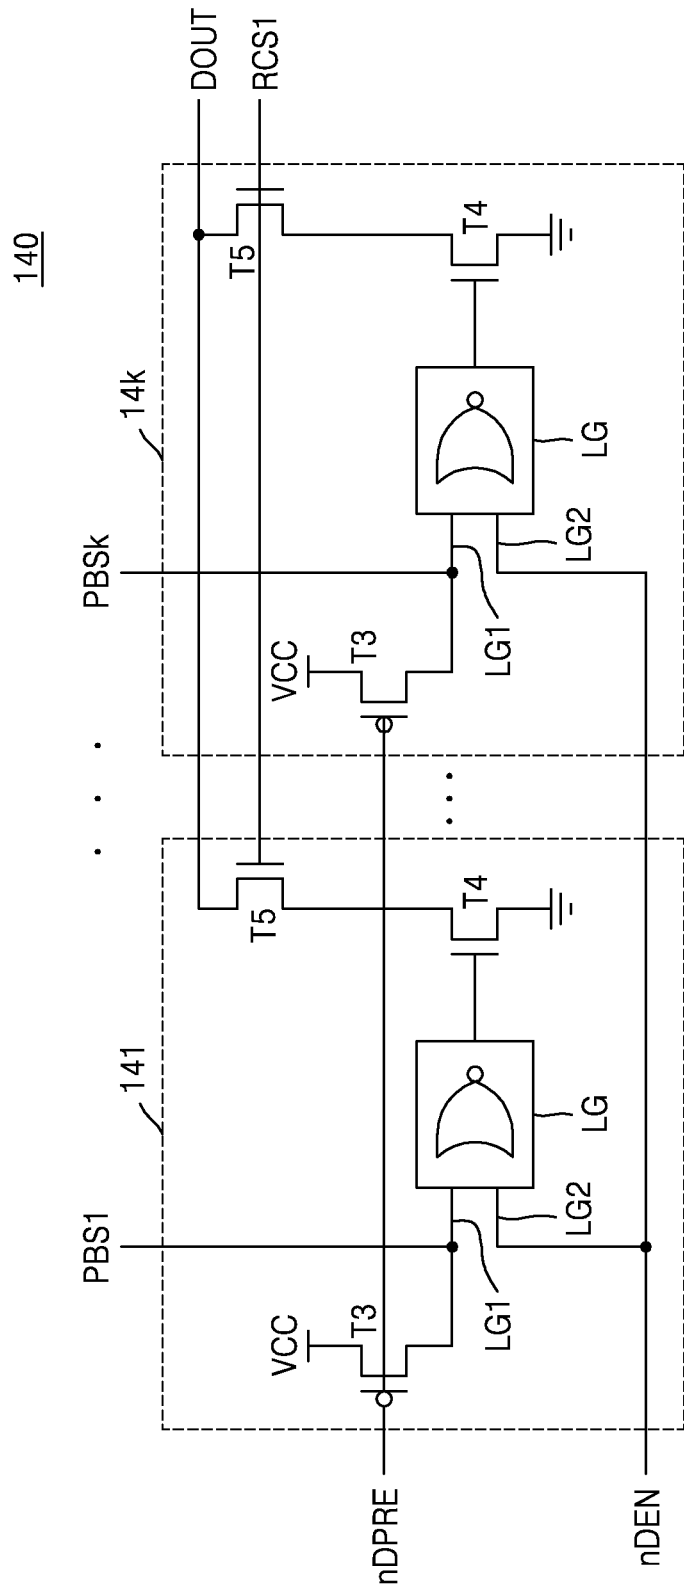 140
PBS1
. . .
PBSk
141
14k
DOUT
RCS1
VCC
T3
T5
VCC
T3
T5
nDPRE
LG1
T4
. . .
LG1
T4
LG2
LG
LG2
LG
nDEN